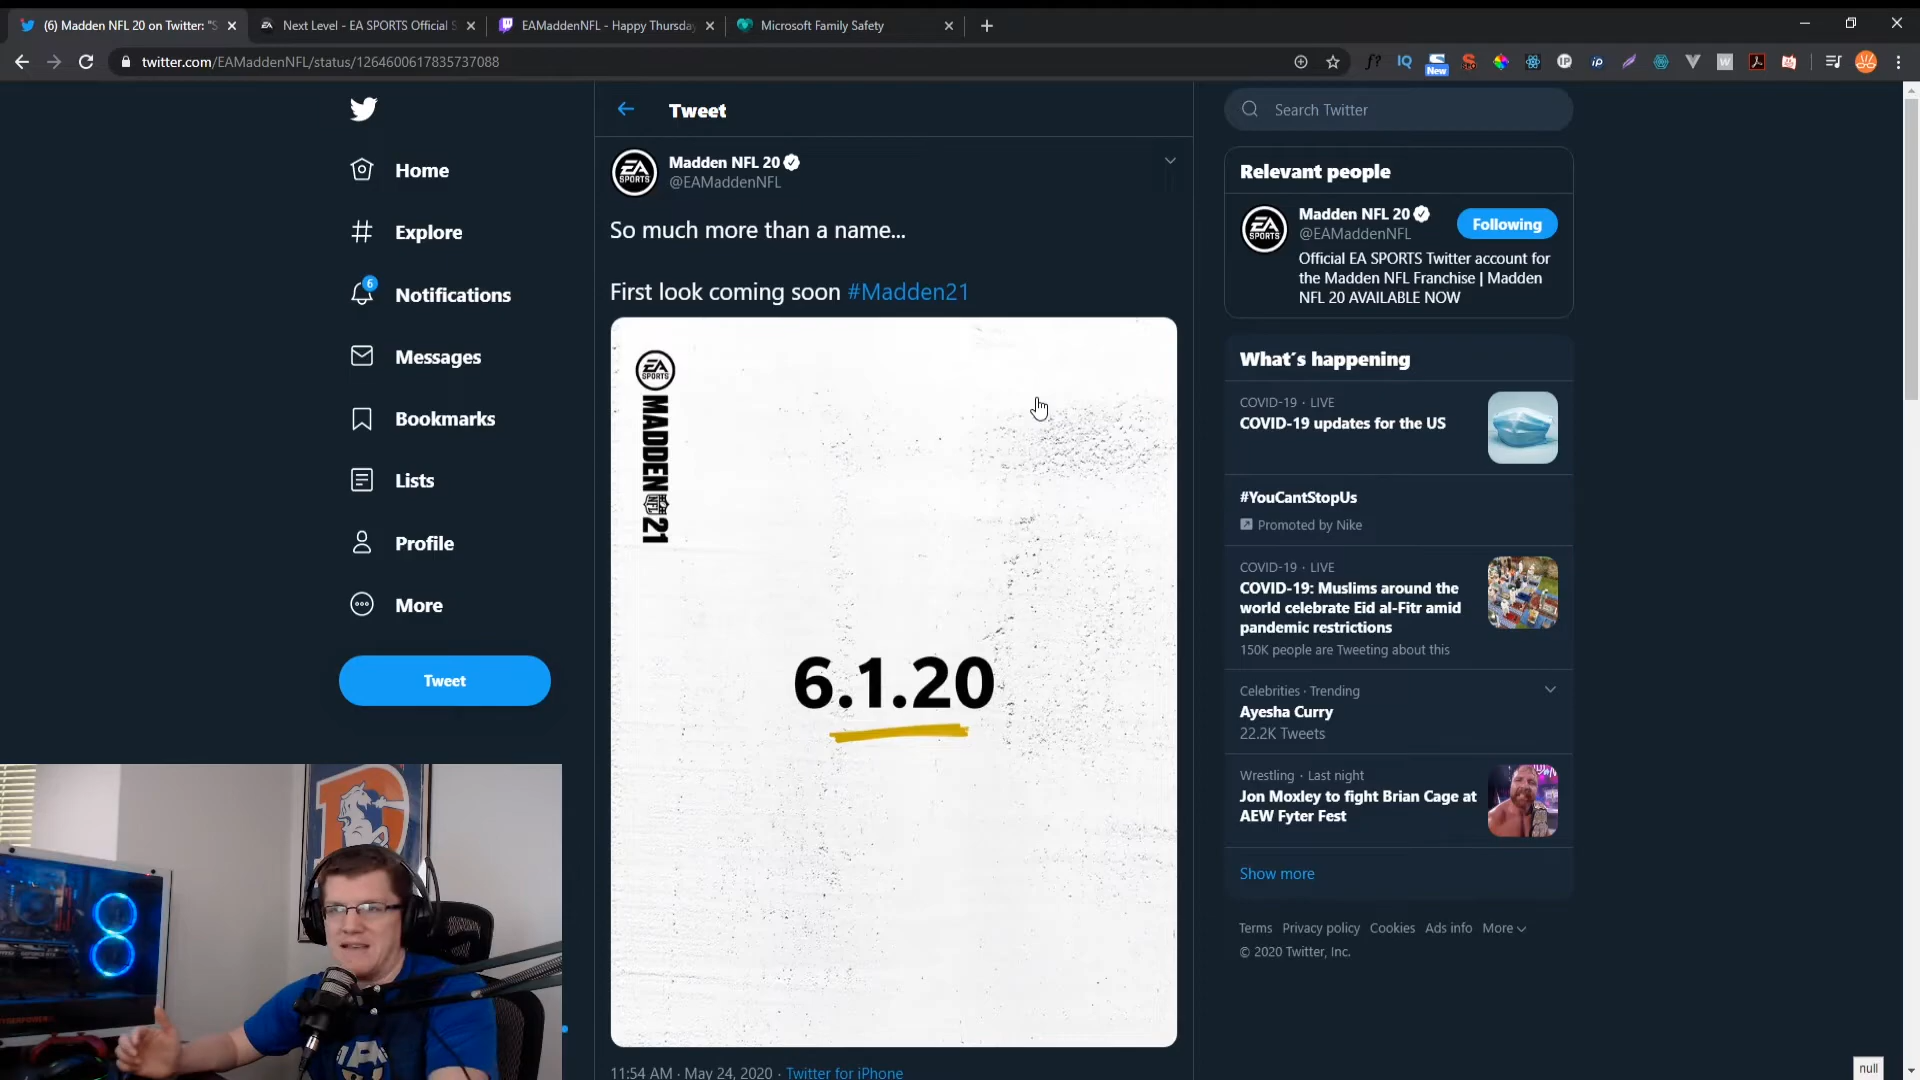 (6) Madden NFL 20 on Twitter: "S
Next Level - EA SPORTS Official S
EAMaddenNFL - Happy Thursday
Microsoft Family Safety
twitter.com/EAMaddenNFL/status/1264600617835737088
New
Home
Explore
6
Notifications
Messages
Bookmarks
Lists
Profile
More
Tweet
Tweet
Madden NFL 20
@EAMaddenNFL
So much more than a name...
First look coming soon #Madden21
EA
SPORTS
MADDEN NFL 21
6.1.20
11:54 AM · May 24, 2020 · Twitter for iPhone
Search Twitter
Relevant people
Madden NFL 20
@EAMaddenNFL
Following
Official EA SPORTS Twitter account for
the Madden NFL Franchise | Madden
NFL 20 AVAILABLE NOW
What's happening
COVID-19 · LIVE
COVID-19 updates for the US
#YouCantStopUs
Promoted by Nike
COVID-19 · LIVE
COVID-19: Muslims around the
world celebrate Eid al-Fitr amid
pandemic restrictions
150K people are Tweeting about this
Celebrities · Trending
Ayesha Curry
22.2K Tweets
Wrestling · Last night
Jon Moxley to fight Brian Cage at
AEW Fyter Fest
Show more
Terms Privacy policy Cookies Ads info More
© 2020 Twitter, Inc.
null